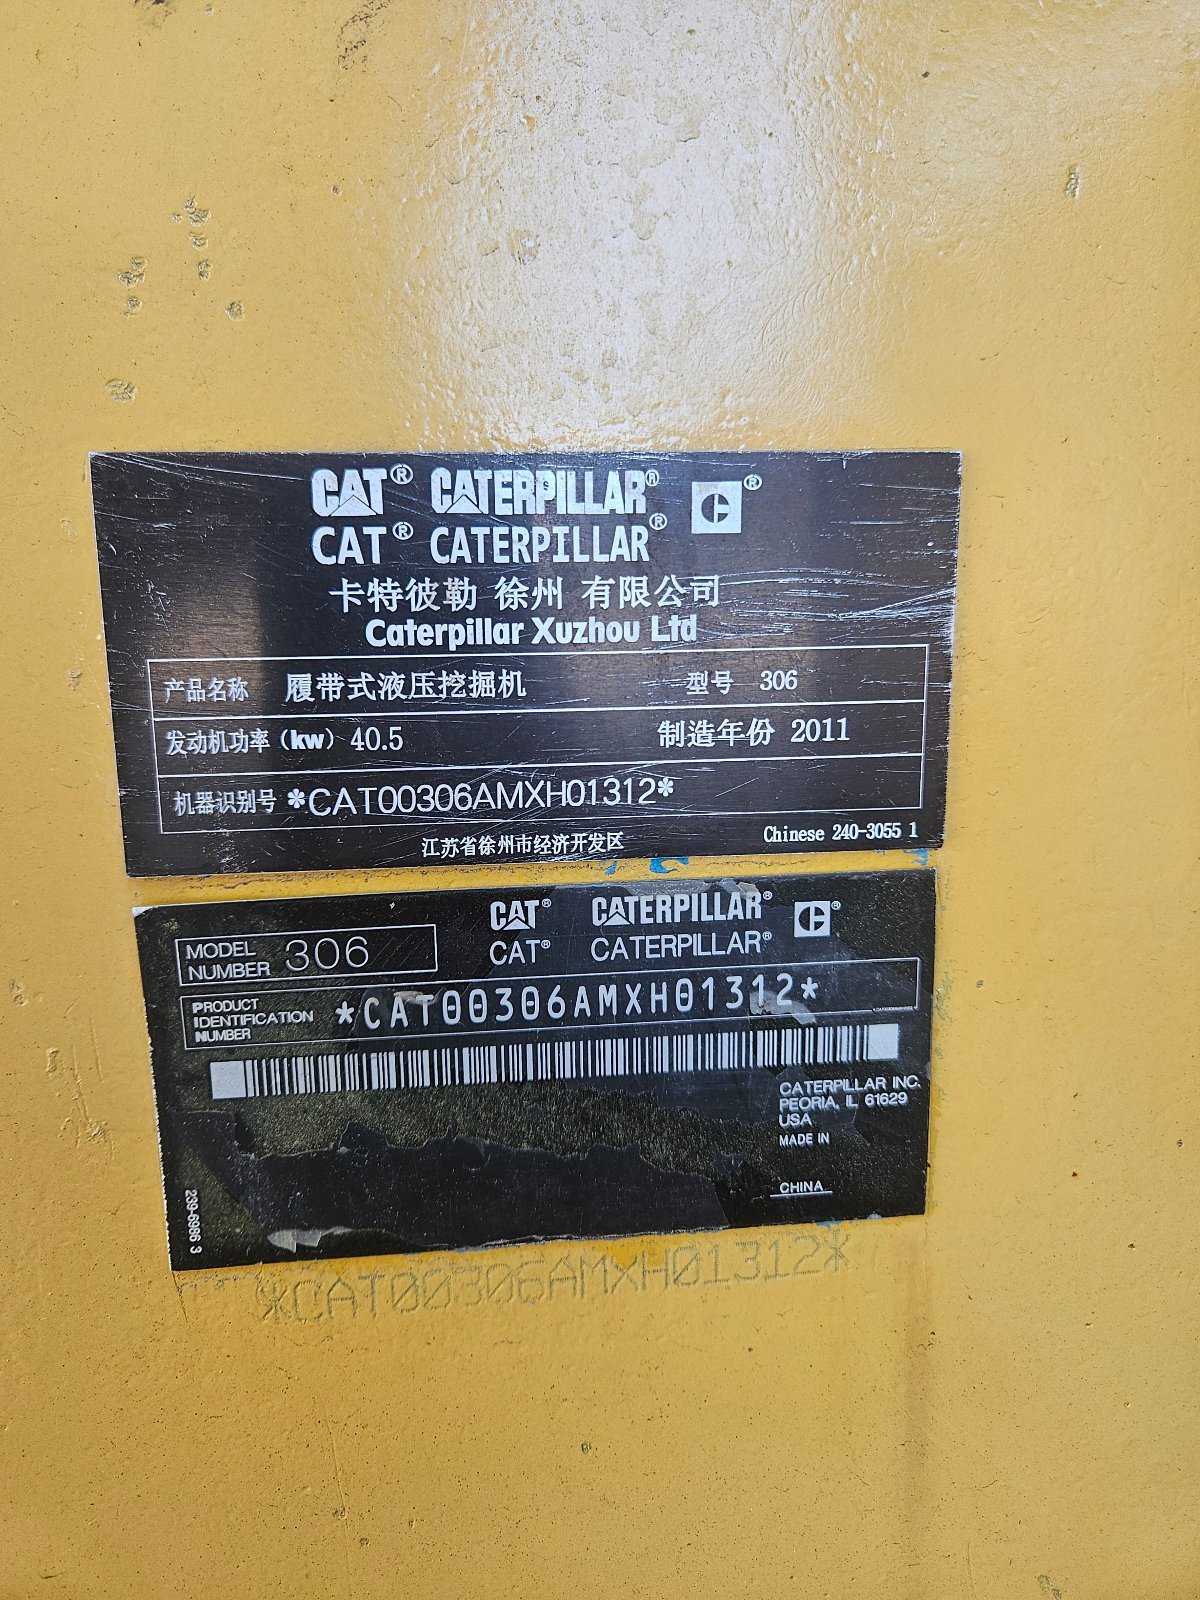 CAT® CATERPILLAR® C®
CAT® CATERPILLAR®
卡特彼勒 徐州 有限公司
Caterpillar Xuzhou Ltd
产品名称 履带式液压挖掘机 型号 306
发动机功率(kw) 40.5 制造年份 2011
机器识别号 *CAT00306AMXH01312*
江苏省徐州市经济开发区 Chinese 240-3055 1
CAT® CATERPILLAR® C®
CAT® CATERPILLAR®
MODEL
NUMBER 306
PRODUCT
IDENTIFICATION
NUMBER
*CAT00306AMXH01312*
CATERPILLAR INC.
PEORIA, IL 61629
USA
MADE IN
CHINA
239-6986 3
*CAT00306AMXH01312*